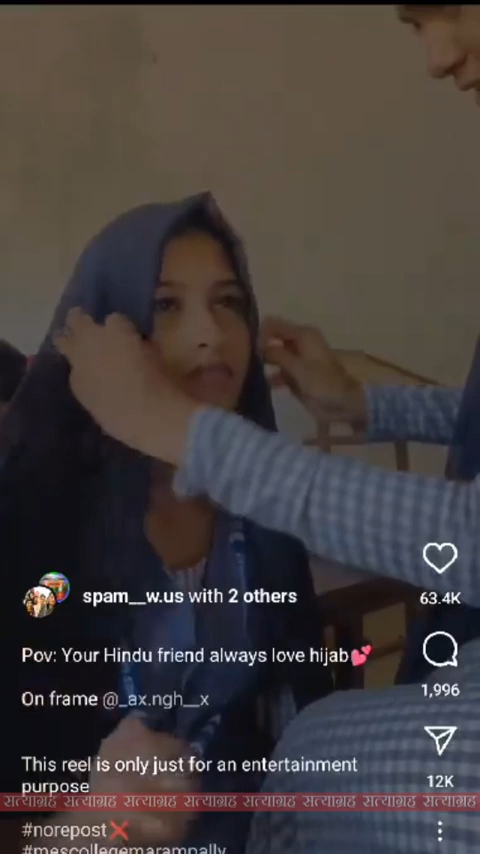 spam__w.us with 2 others
63.4K
Pov: Your Hindu friend always love hijab💕
1,996
On frame @_ax.ngh__x
This reel is only just for an entertainment
purpose
12K
सत्याग्रह सत्याग्रह सत्याग्रह सत्याग्रह सत्याग्रह सत्याग्रह सत्याग्रह सत्याग्रह
#norepost❌
#mescollegemarampally